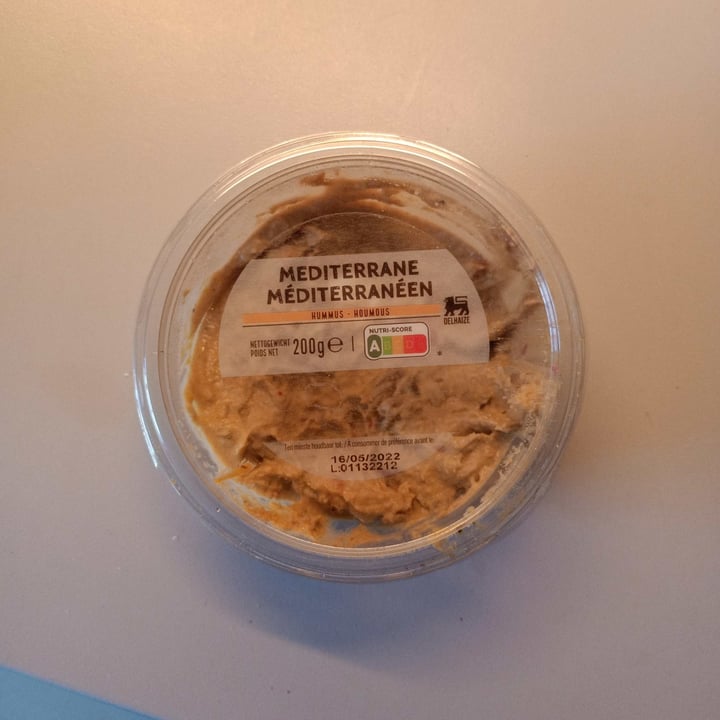 MEDITERRANE
MÉDITERRANÉEN
HUMMUS - HOUMOUS
DELHAIZE
NETTOGEWICHT
POIDS NET
200g℮
NUTRI-SCORE
A B C D
Ten minste houdbaar tot: / A consommer de préférence avant le:
16/05/2022
L:01132212